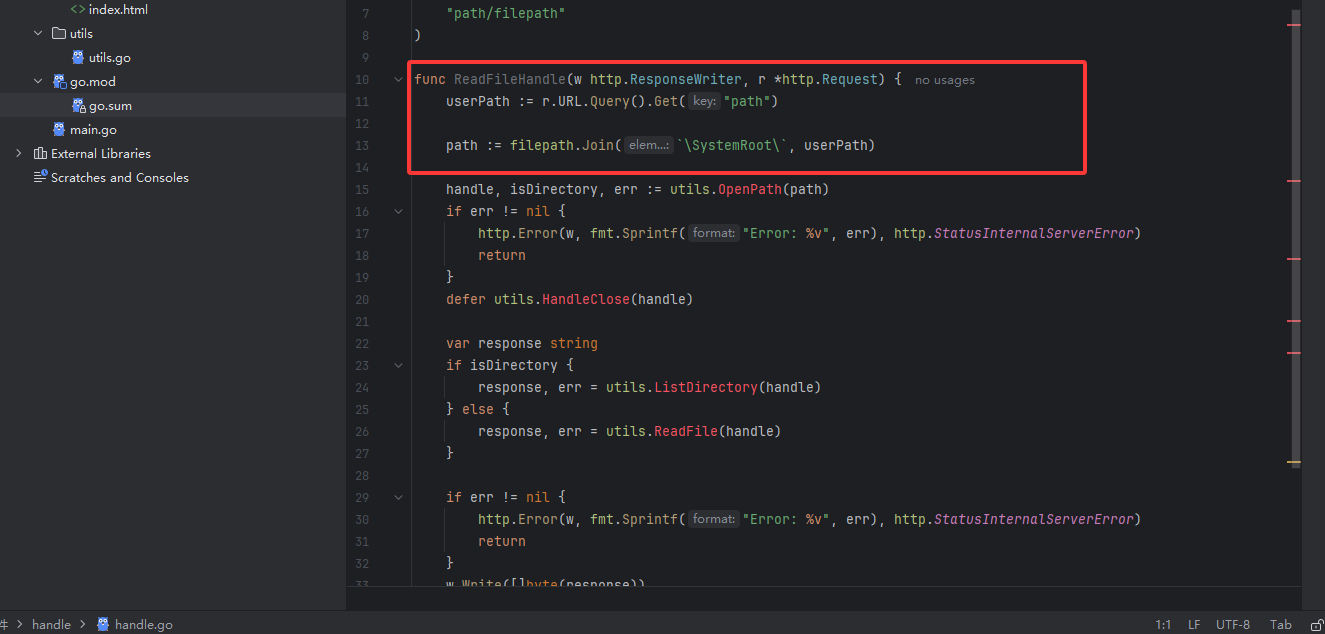 index.html
utils
utils.go
go.mod
go.sum
main.go
External Libraries
Scratches and Consoles
7 "path/filepath"
8 )
9
10 func ReadFileHandle(w http.ResponseWriter, r *http.Request) { no usages
11 userPath := r.URL.Query().Get( key: "path")
12
13 path := filepath.Join( elem...: `\SystemRoot\`, userPath)
14
15 handle, isDirectory, err := utils.OpenPath(path)
16 if err != nil {
17 http.Error(w, fmt.Sprintf( format: "Error: %v", err), http.StatusInternalServerError)
18 return
19 }
20 defer utils.HandleClose(handle)
21
22 var response string
23 if isDirectory {
24 response, err = utils.ListDirectory(handle)
25 } else {
26 response, err = utils.ReadFile(handle)
27 }
28
29 if err != nil {
30 http.Error(w, fmt.Sprintf( format: "Error: %v", err), http.StatusInternalServerError)
31 return
32 }
33 w.Write([]byte(response))
件 > handle > handle.go 1:1 LF UTF-8 Tab